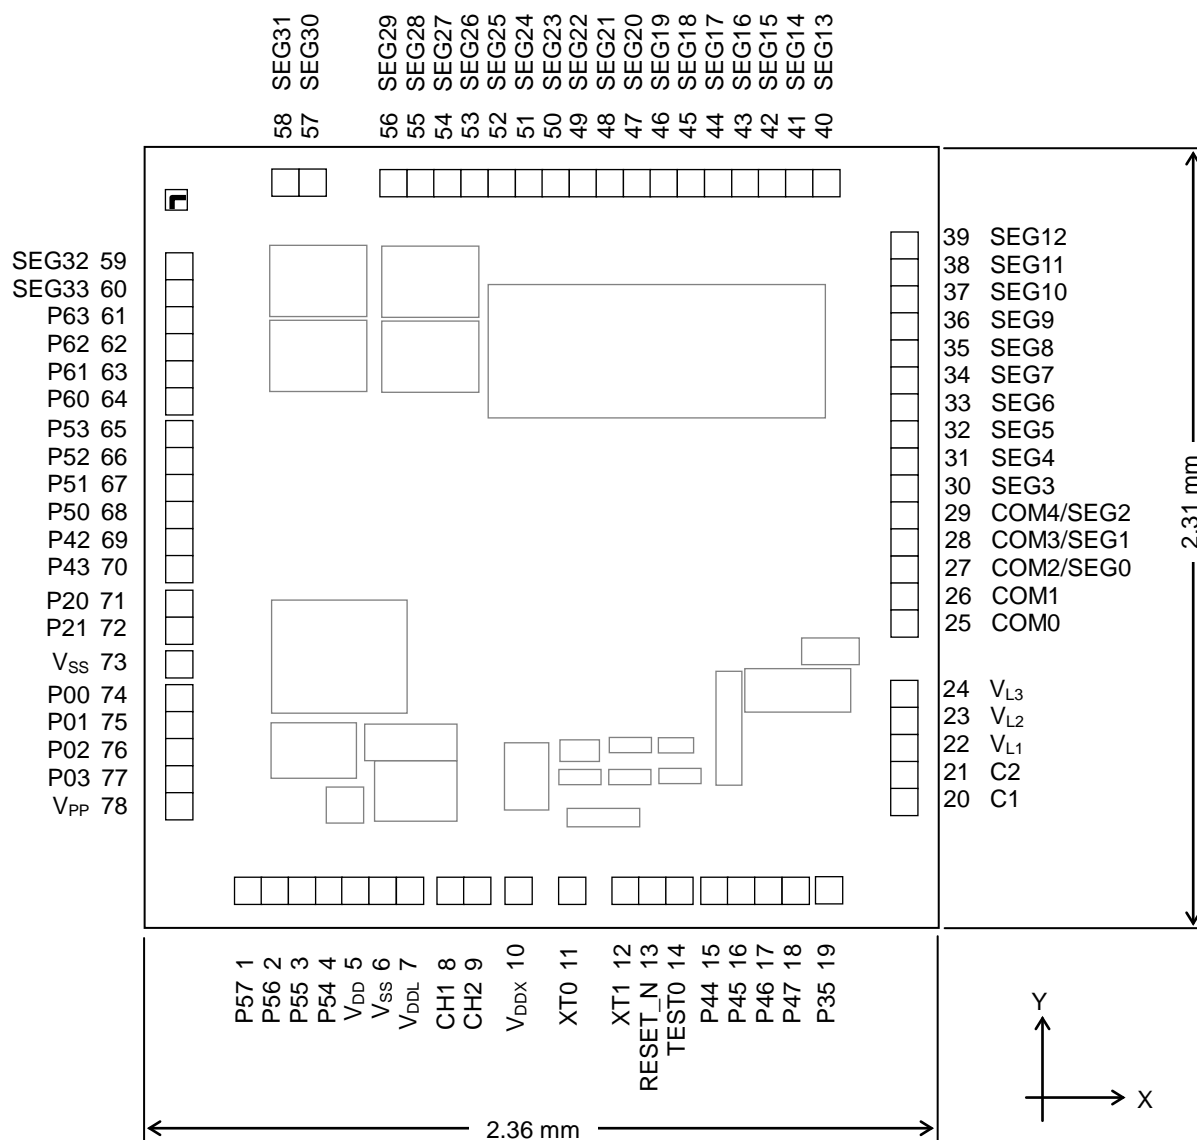 58 SEG31
57 SEG30
56 SEG29
55 SEG28
54 SEG27
53 SEG26
52 SEG25
51 SEG24
50 SEG23
49 SEG22
48 SEG21
47 SEG20
46 SEG19
45 SEG18
44 SEG17
43 SEG16
42 SEG15
41 SEG14
40 SEG13
SEG32 59
SEG33 60
P63 61
P62 62
P61 63
P60 64
P53 65
P52 66
P51 67
P50 68
P42 69
P43 70
P20 71
P21 72
VSS 73
P00 74
P01 75
P02 76
P03 77
VPP 78
39 SEG12
38 SEG11
37 SEG10
36 SEG9
35 SEG8
34 SEG7
33 SEG6
32 SEG5
31 SEG4
30 SEG3
29 COM4/SEG2
28 COM3/SEG1
27 COM2/SEG0
26 COM1
25 COM0
24 VL3
23 VL2
22 VL1
21 C2
20 C1
2.31 mm
P57 1
P56 2
P55 3
P54 4
VDD 5
VSS 6
VDDL 7
CH1 8
CH2 9
VDDX 10
XT0 11
XT1 12
RESET_N 13
TEST0 14
P44 15
P45 16
P46 17
P47 18
P35 19
Y
X
2.36 mm